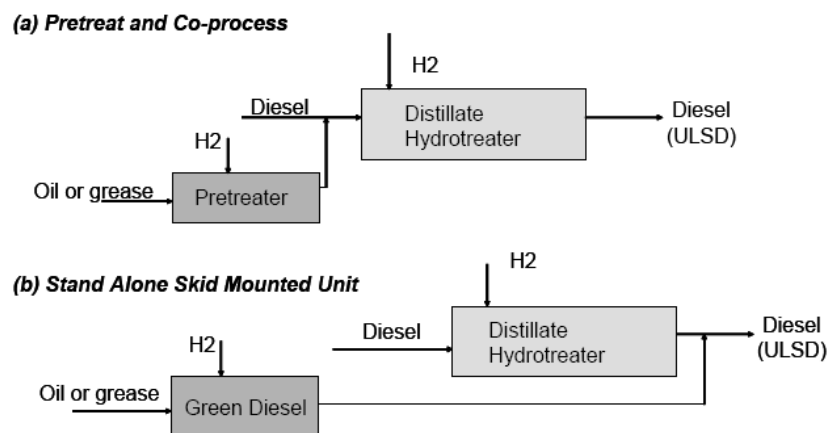 (a) Pretreat and Co-process
H2
Diesel
Distillate
Hydrotreater
Diesel
(ULSD)
H2
Oil or grease
Pretreater
(b) Stand Alone Skid Mounted Unit
H2
Diesel
Distillate
Hydrotreater
Diesel
(ULSD)
H2
Oil or grease
Green Diesel